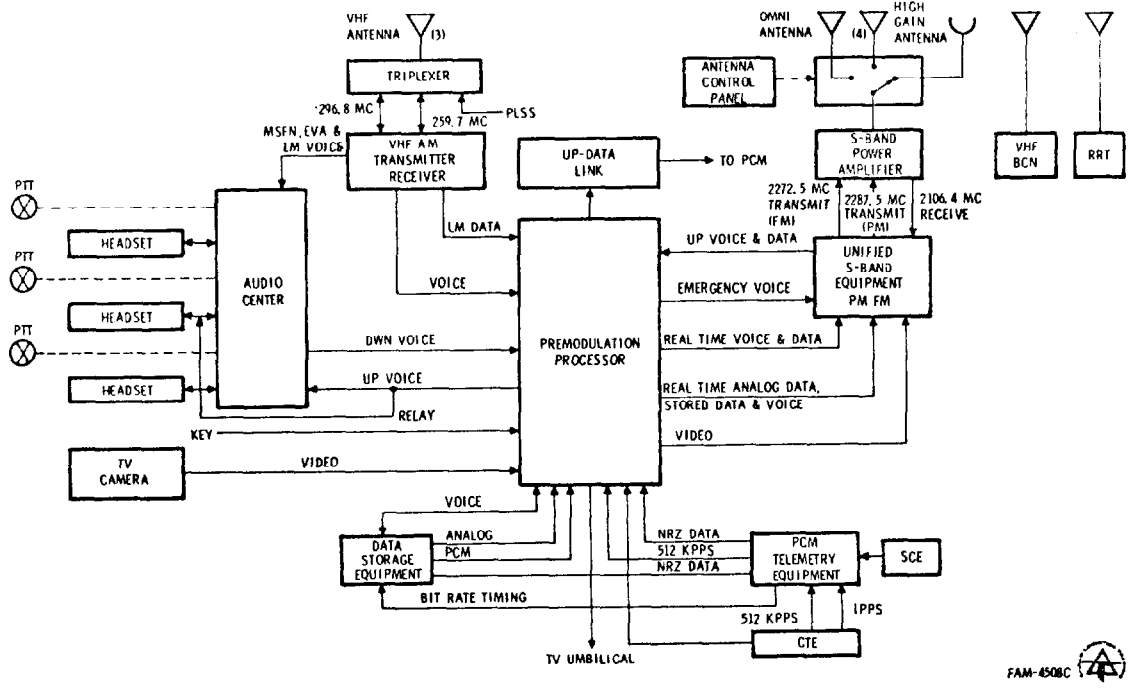 VHF
ANTENNA
(3)
OMNI
ANTENNA
(4)
HIGH
GAIN
ANTENNA
TRIPLEXER
ANTENNA
CONTROL
PANEL
296.8 MC
259.7 MC
PLSS
MSFN, EVA &
LM VOICE
VHF AM
TRANSMITTER
RECEIVER
UP-DATA
LINK
TO PCM
S-BAND
POWER
AMPLIFIER
VHF
BCN
RRT
2272.5 MC
TRANSMIT
(FM)
2287.5 MC
TRANSMIT
(PM)
2106.4 MC
RECEIVE
PTT
HEADSET
PTT
HEADSET
PTT
HEADSET
AUDIO
CENTER
LM DATA
VOICE
DWN VOICE
UP VOICE
RELAY
KEY
PREMODULATION
PROCESSOR
UP VOICE & DATA
EMERGENCY VOICE
REAL TIME VOICE & DATA
REAL TIME ANALOG DATA,
STORED DATA & VOICE
VIDEO
UNIFIED
S-BAND
EQUIPMENT
PM FM
TV
CAMERA
VIDEO
VOICE
ANALOG
PCM
DATA
STORAGE
EQUIPMENT
NRZ DATA
512 KPPS
NRZ DATA
PCM
TELEMETRY
EQUIPMENT
SCE
BIT RATE TIMING
512 KPPS
1PPS
CTE
TV UMBILICAL
FAM-4508C